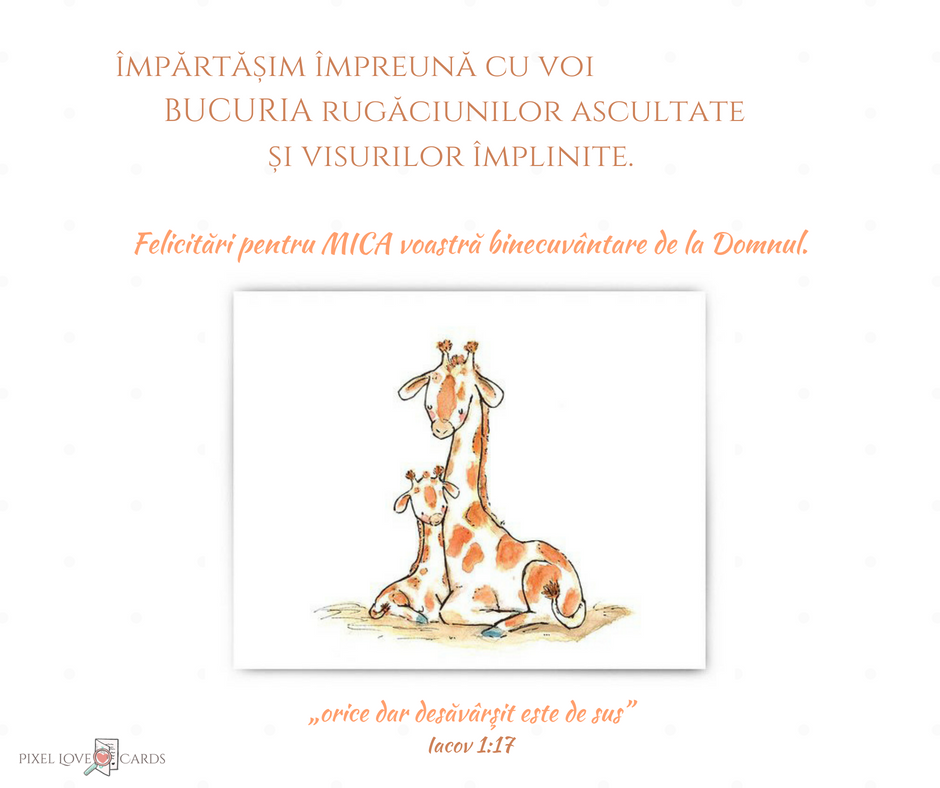 ÎMPĂRTĂȘIM ÎMPREUNĂ CU VOI
BUCURIA RUGĂCIUNILOR ASCULTATE
ȘI VISURILOR ÎMPLINITE.
Felicitări pentru MICA voastră binecuvântare de la Domnul.
„orice dar desăvârșit este de sus”
Iacov 1:17
PIXEL LOVE CARDS